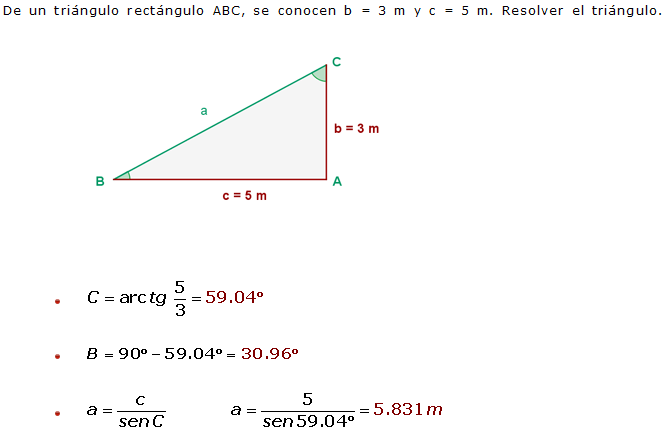 De un triángulo rectángulo ABC, se conocen b = 3 m y c = 5 m. Resolver el triángulo.
C
a
b = 3 m
B
A
c = 5 m
• C = arc tg 5/3 = 59.04º
• B = 90º − 59.04º = 30.96º
• a = c/sen C a = 5/sen 59.04º = 5.831 m